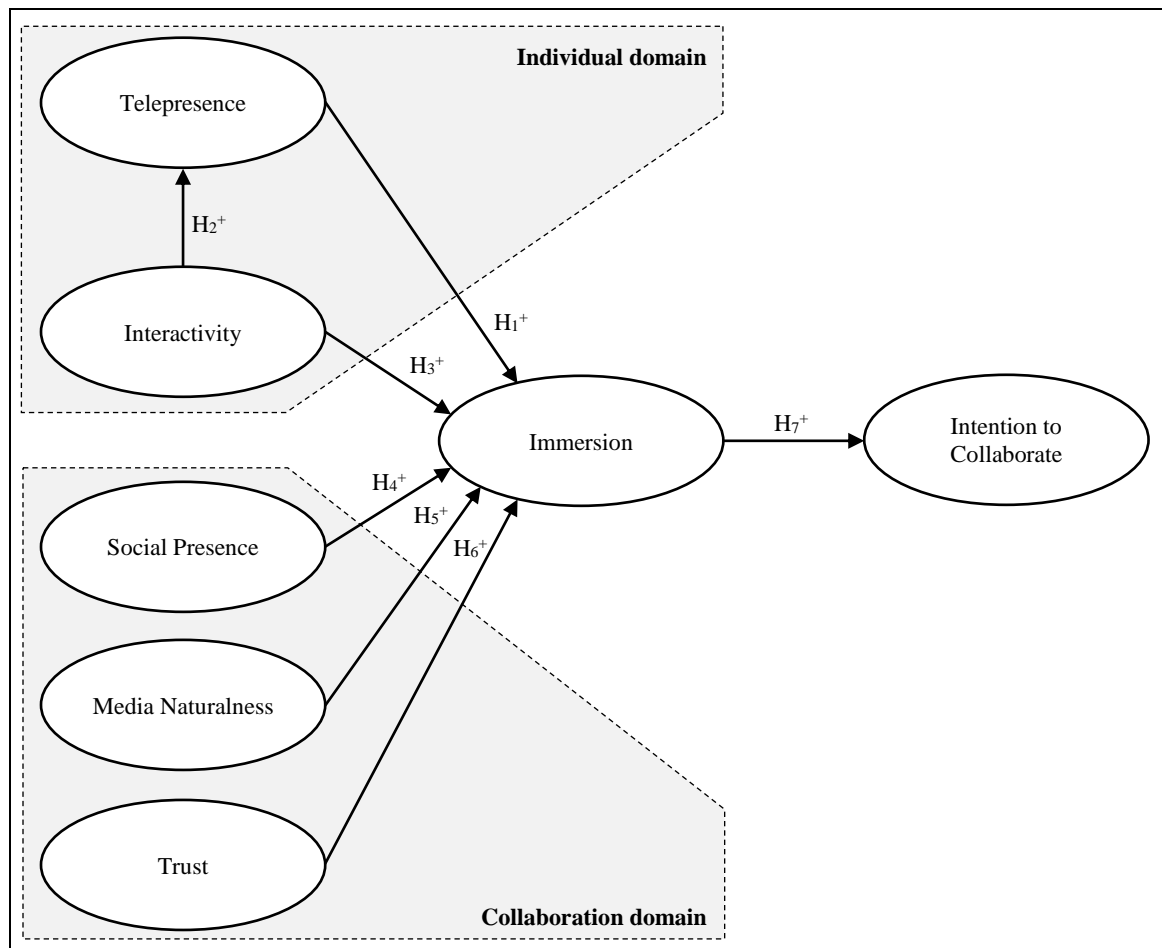 Individual domain
Telepresence
H₂⁺
Interactivity
H₁⁺
H₃⁺
Immersion
H₇⁺
Intention to
Collaborate
H₄⁺
H₅⁺
H₆⁺
Social Presence
Media Naturalness
Trust
Collaboration domain